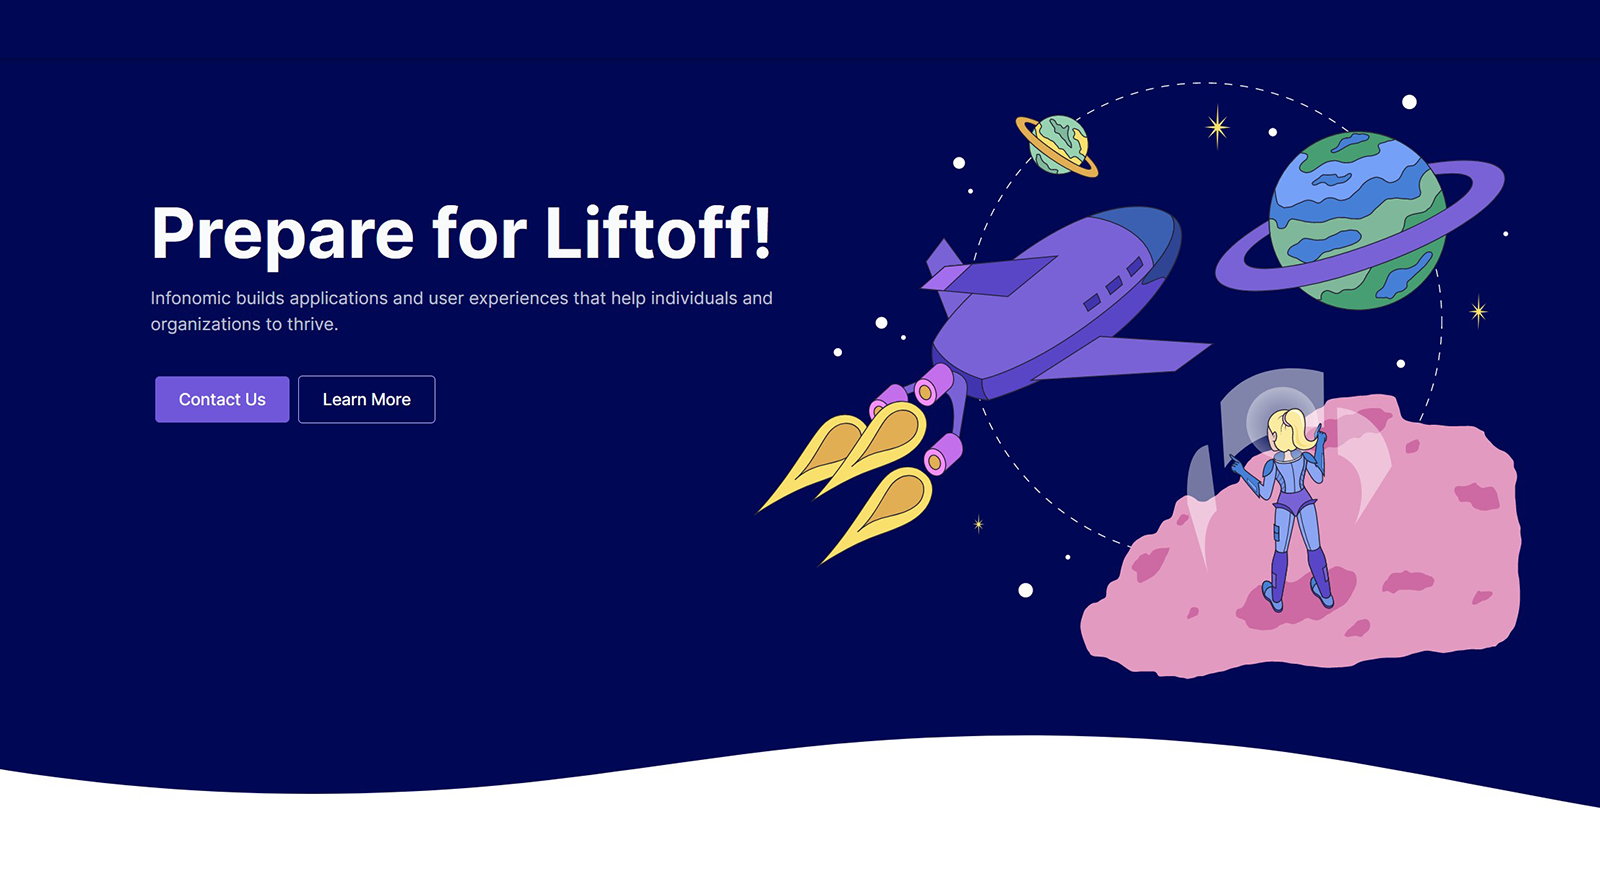 Prepare for Liftoff!
Infonomic builds applications and user experiences that help individuals and
organizations to thrive.
Contact Us
Learn More